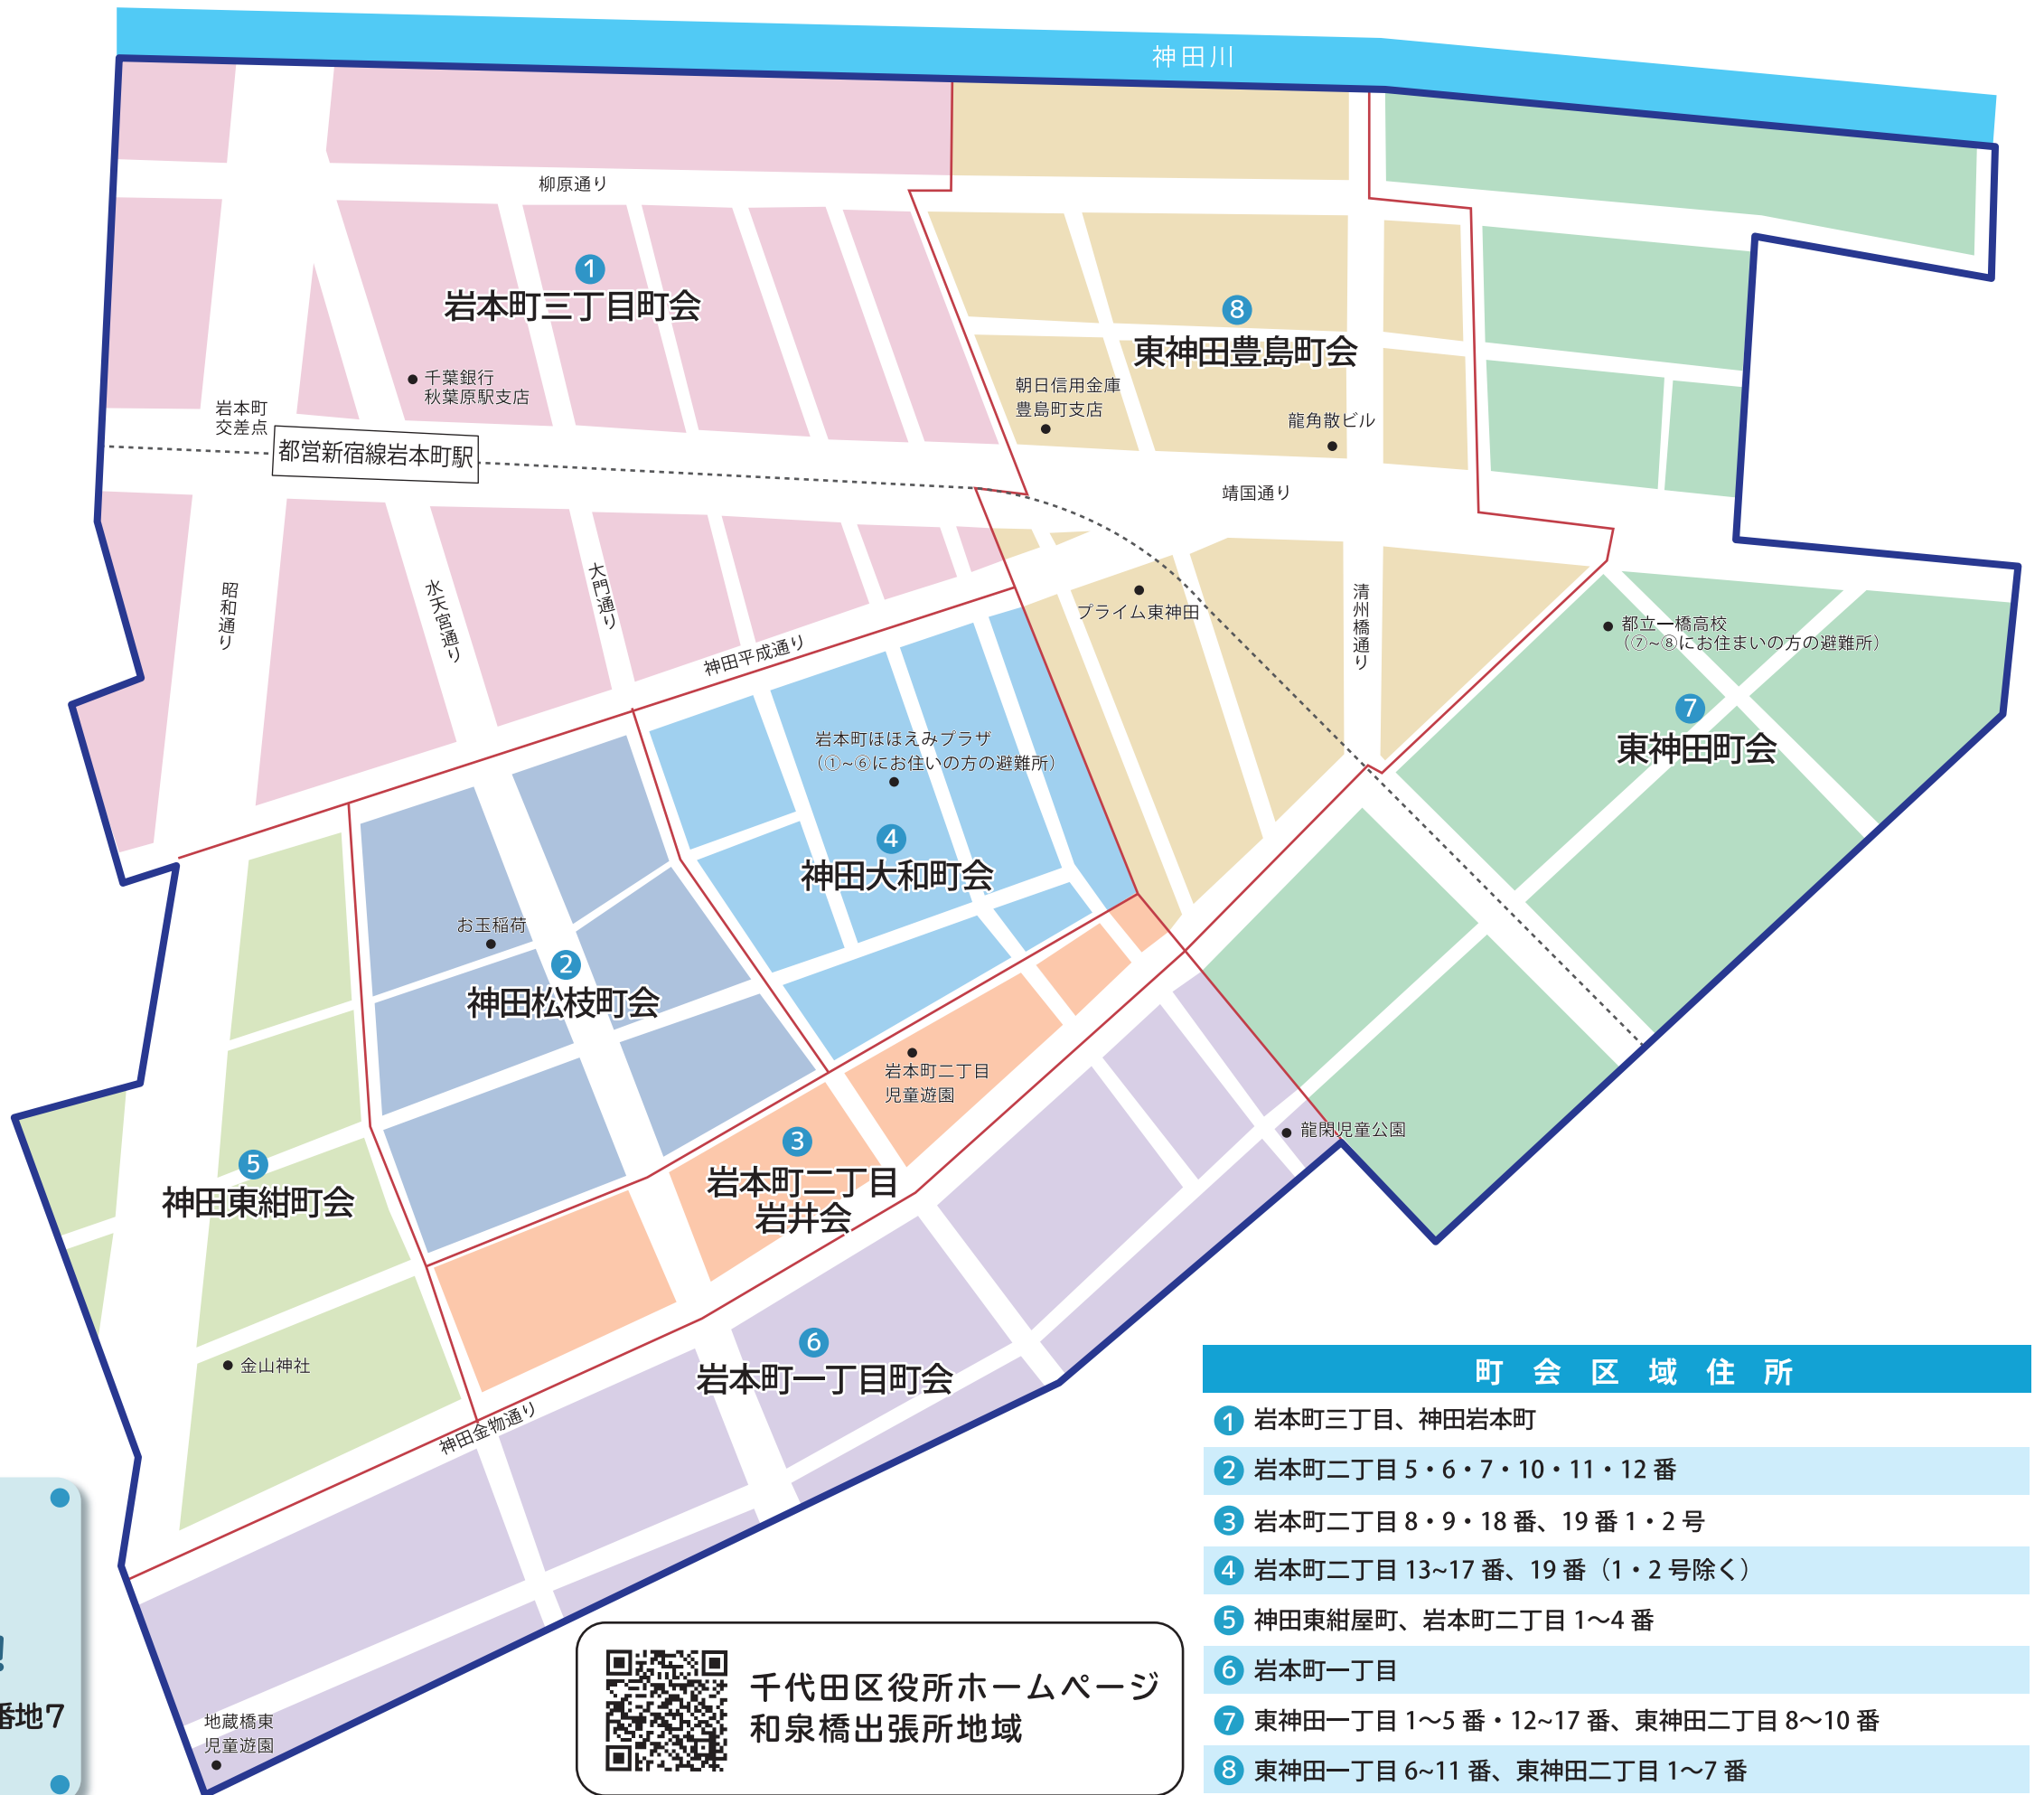 神田川
柳原通り
1
岩本町三丁目町会
8
東神田豊島町会
千葉銀行
秋葉原駅支店
朝日信用金庫
豊島町支店
岩本町
交差点
龍角散ビル
都営新宿線岩本町駅
靖国通り
昭和通り
水天宮通り
大門通り
清州橋通り
プライム東神田
都立一橋高校
（⑦~⑧にお住まいの方の避難所）
神田平成通り
7
東神田町会
岩本町ほほえみプラザ
（①~⑥にお住いの方の避難所）
4
神田大和町会
お玉稲荷
2
神田松枝町会
岩本町二丁目
児童遊園
龍閑児童公園
3
岩本町二丁目
岩井会
5
神田東紺町会
6
岩本町一丁目町会
金山神社
神田金物通り
町会区域住所
1 岩本町三丁目、神田岩本町
2 岩本町二丁目 5・6・7・10・11・12 番
3 岩本町二丁目 8・9・18 番、19 番 1・2 号
4 岩本町二丁目 13~17 番、19 番（1・2 号除く）
5 神田東紺屋町、岩本町二丁目 1～4 番
6 岩本町一丁目
7 東神田一丁目 1～5 番・12~17 番、東神田二丁目 8～10 番
8 東神田一丁目 6~11 番、東神田二丁目 1～7 番
千代田区役所ホームページ
和泉橋出張所地域
地蔵橋東
児童遊園
!
番地7